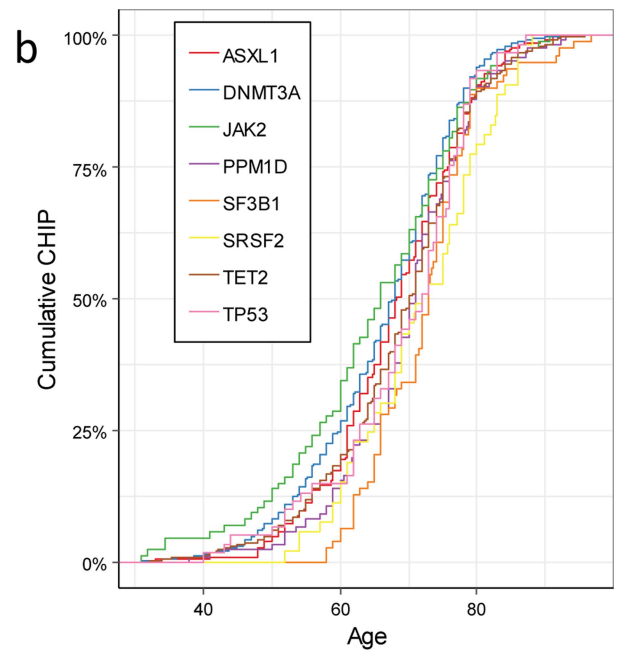 b
100%
75%
50%
25%
0%
Cumulative CHIP
ASXL1
DNMT3A
JAK2
PPM1D
SF3B1
SRSF2
TET2
TP53
40 60 80
Age